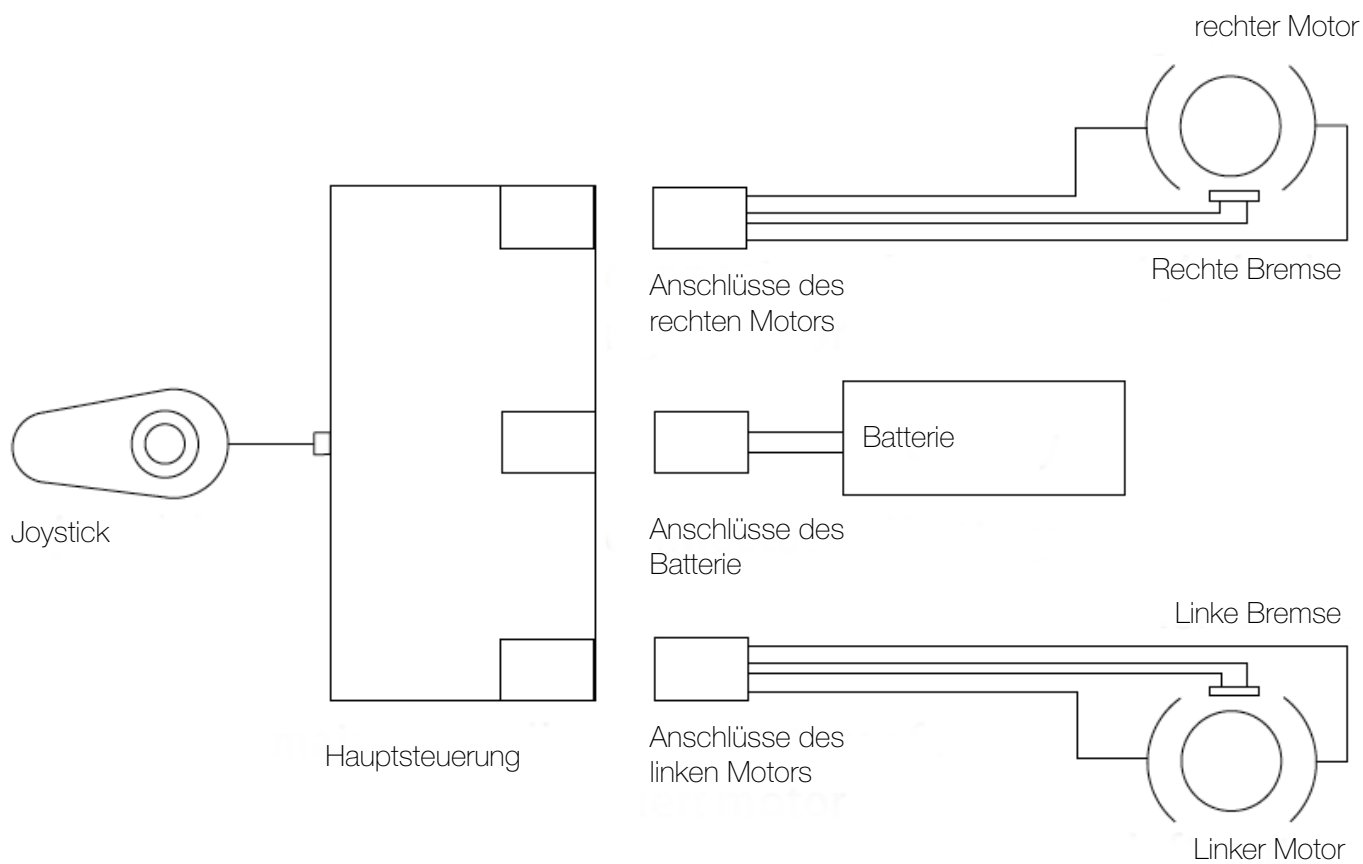 rechter Motor
Rechte Bremse
Anschlüsse des
rechten Motors
Batterie
Joystick
Anschlüsse des
Batterie
Linke Bremse
Hauptsteuerung
Anschlüsse des
linken Motors
Linker Motor